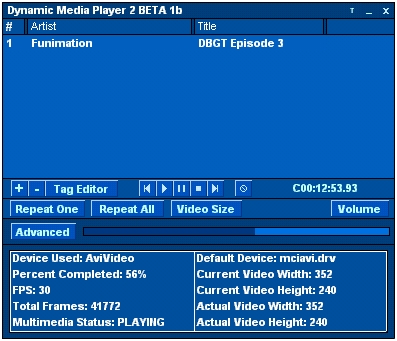 Dynamic Media Player 2 BETA 1b
# Artist Title
1 Funimation DBGT Episode 3
+ - Tag Editor C00:12:53.93
Repeat One Repeat All Video Size Volume
Advanced
Device Used: AviVideo Default Device: mciavi.drv
Percent Completed: 56% Current Video Width: 352
FPS: 30 Current Video Height: 240
Total Frames: 41772 Actual Video Width: 352
Multimedia Status: PLAYING Actual Video Height: 240